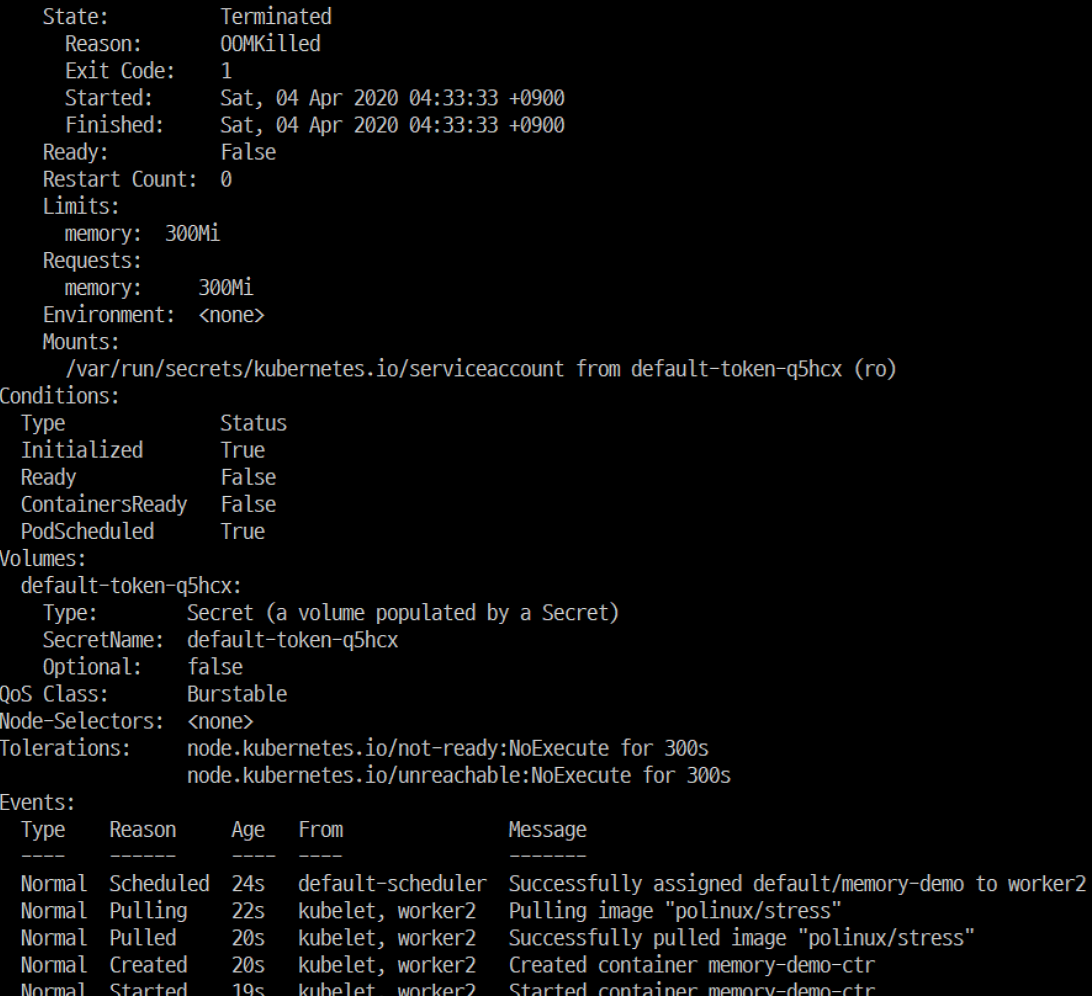 State: Terminated
Reason: OOMKilled
Exit Code: 1
Started: Sat, 04 Apr 2020 04:33:33 +0900
Finished: Sat, 04 Apr 2020 04:33:33 +0900
Ready: False
Restart Count: 0
Limits:
memory: 300Mi
Requests:
memory: 300Mi
Environment: <none>
Mounts:
/var/run/secrets/kubernetes.io/serviceaccount from default-token-q5hcx (ro)
Conditions:
Type Status
Initialized True
Ready False
ContainersReady False
PodScheduled True
Volumes:
default-token-q5hcx:
Type: Secret (a volume populated by a Secret)
SecretName: default-token-q5hcx
Optional: false
QoS Class: Burstable
Node-Selectors: <none>
Tolerations: node.kubernetes.io/not-ready:NoExecute for 300s
node.kubernetes.io/unreachable:NoExecute for 300s
Events:
Type Reason Age From Message
---- ------ ---- ---- -------
Normal Scheduled 24s default-scheduler Successfully assigned default/memory-demo to worker2
Normal Pulling 22s kubelet, worker2 Pulling image "polinux/stress"
Normal Pulled 20s kubelet, worker2 Successfully pulled image "polinux/stress"
Normal Created 20s kubelet, worker2 Created container memory-demo-ctr
Normal Started 19s kubelet, worker2 Started container memory-demo-ctr